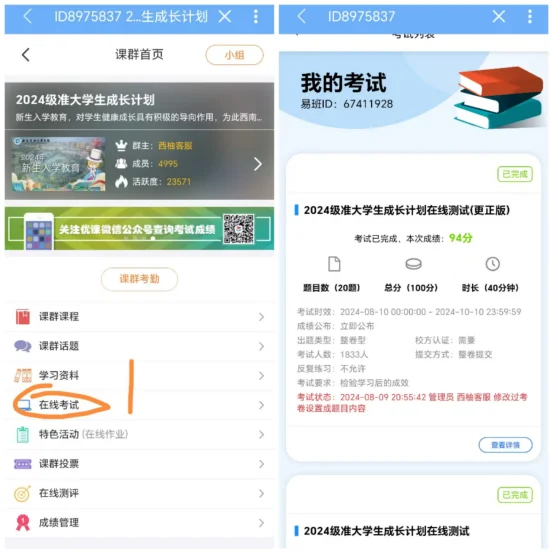 ID8975837 2... 生成长计划
课群首页
小组
2024级准大学生成长计划
新生入学教育，对学生健康成长具有积极的导向作用，为此西南...
2024年
新生入学教育
群主：西柚客服
成员：4995
活跃度：23571
关注优课微信公众号查询考试成绩
课群考勤
课群课程
课群话题
学习资料
在线考试
特色活动 (在线作业)
课群投票
在线测评
成绩管理
ID8975837
考试列表
我的考试
易班ID：67411928
已完成
2024级准大学生成长计划在线测试(更正版)
考试已完成，本次成绩：94分
题目数（20题）
总分（100分）
时长（40分钟）
考试时效：2024-08-10 00:00:00 - 2024-10-10 23:59:59
成绩公布：立即公布
出题类型：整卷型
校方认证：需要
考试人数：1833人
提交方式：整卷提交
反复练习：不允许
考试要求：检验学习后的成效
考试状态：2024-08-09 20:55:42 管理员 西柚客服 修改过考
卷设置或题目内容
查看详情
已完成
2024级准大学生成长计划在线测试